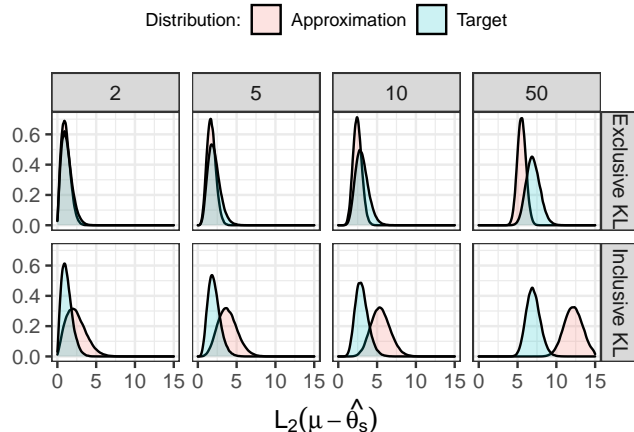 Distribution: Approximation Target
2 5 10 50
0.6
0.4
0.2
0.0
Exclusive KL
0.6
0.4
0.2
0.0
Inclusive KL
0 5 10 15 0 5 10 15 0 5 10 15 0 5 10 15
L₂(μ − θ̂ₛ)